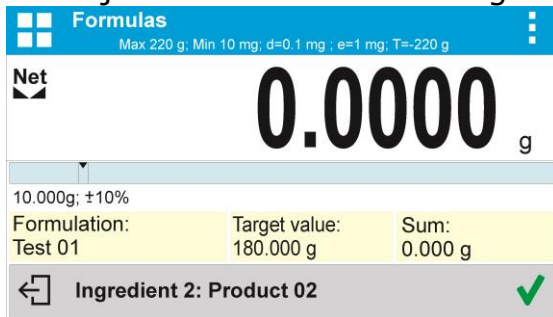 Formulas
Max 220 g; Min 10 mg; d=0.1 mg ; e=1 mg; T=-220 g
Net
0.0000 g
10.000g; ±10%
Formulation: Target value: Sum:
Test 01 180.000 g 0.000 g
Ingredient 2: Product 02